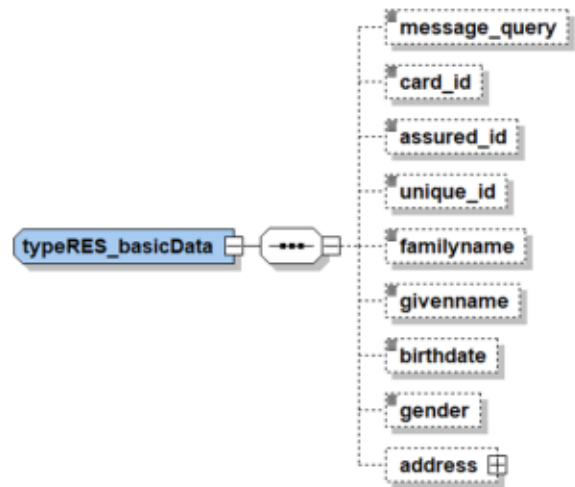 message_query
card_id
assured_id
unique_id
typeRES_basicData
familyname
givenname
birthdate
gender
address